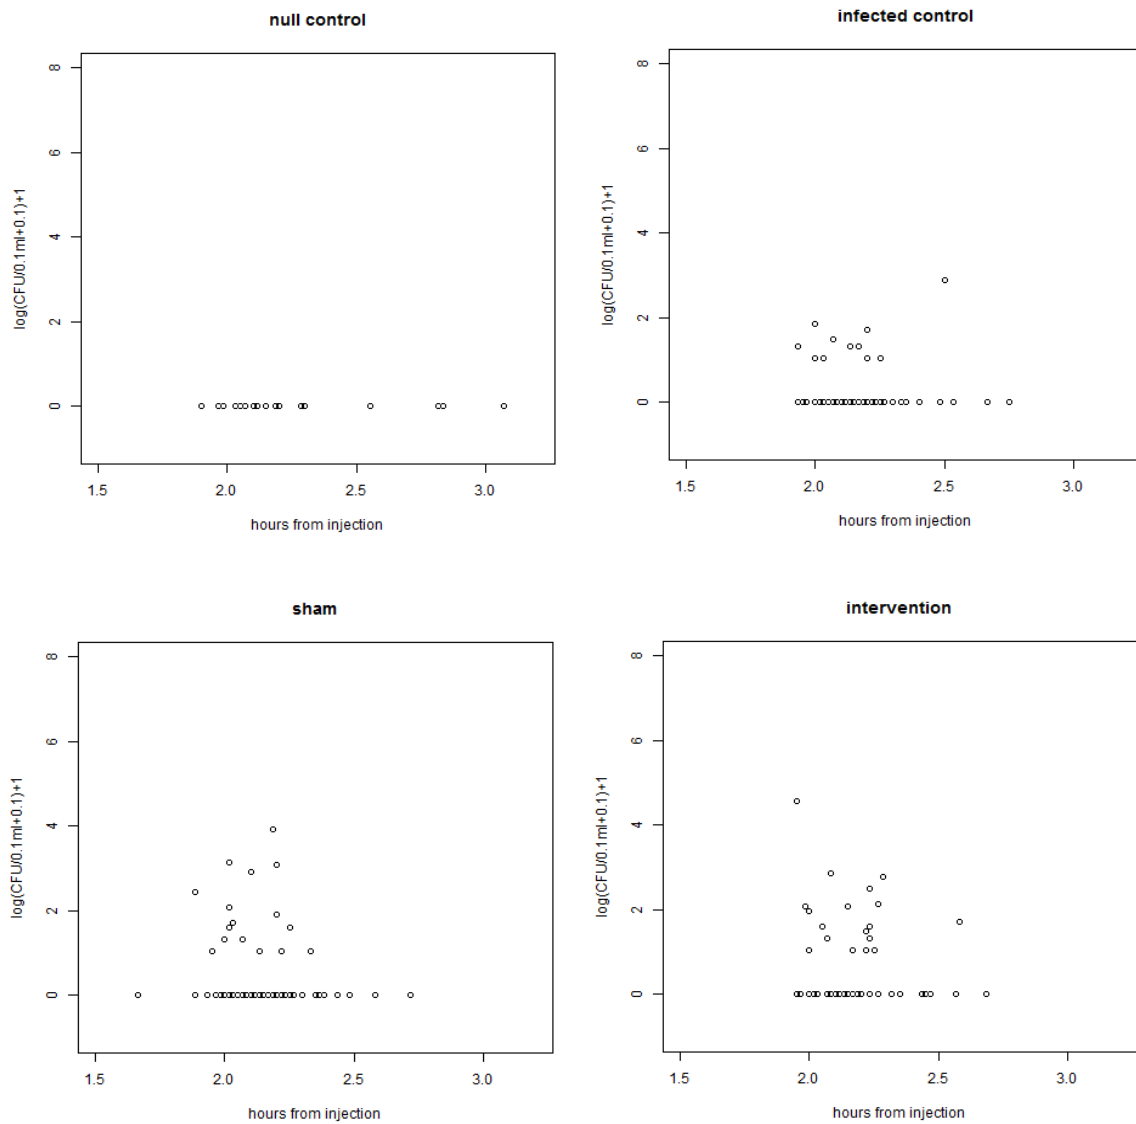 null control
8
6
4
2
0
log(CFU/0.1ml+0.1)+1
1.5 2.0 2.5 3.0
hours from injection
infected control
8
6
4
2
0
log(CFU/0.1ml+0.1)+1
1.5 2.0 2.5 3.0
hours from injection
sham
8
6
4
2
0
log(CFU/0.1ml+0.1)+1
1.5 2.0 2.5 3.0
hours from injection
intervention
8
6
4
2
0
log(CFU/0.1ml+0.1)+1
1.5 2.0 2.5 3.0
hours from injection